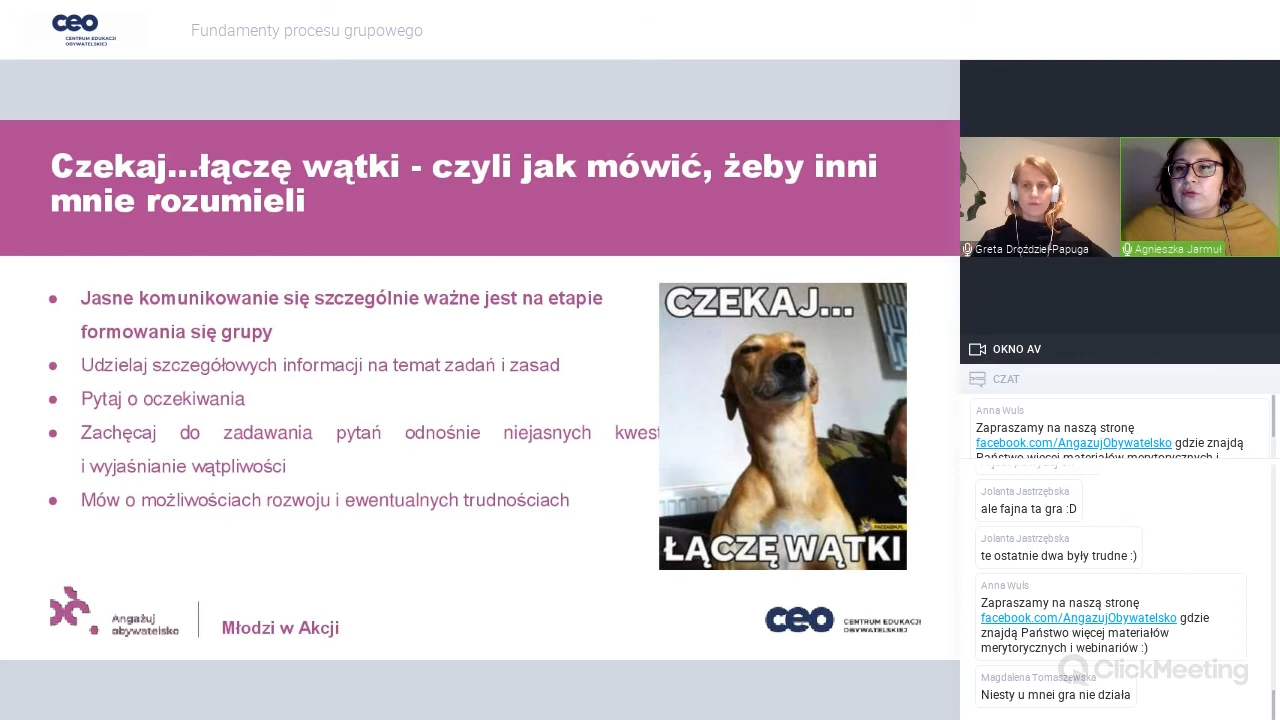 ceo
CENTRUM EDUKACJI
OBYWATELSKIEJ
Fundamenty procesu grupowego
Czekaj...łączę wątki - czyli jak mówić, żeby inni
mnie rozumieli
● Jasne komunikowanie się szczególnie ważne jest na etapie
formowania się grupy
● Udzielaj szczegółowych informacji na temat zadań i zasad
● Pytaj o oczekiwania
● Zachęcaj do zadawania pytań odnośnie niejasnych kwest
i wyjaśnianie wątpliwości
● Mów o możliwościach rozwoju i ewentualnych trudnościach
CZEKAJ...
ŁĄCZĘ WĄTKI
Angażuj
obywatelsko
Młodzi w Akcji
ceo
CENTRUM EDUKACJI
OBYWATELSKIEJ
Greta Droździel-Papuga
Agnieszka Jarmuł
OKNO AV
CZAT
Anna Wuls
Zapraszamy na naszą stronę
facebook.com/AngazujObywatelsko gdzie znajdą
Państwo więcej materiałów merytorycznych i
Jolanta Jastrzębska
ale fajna ta gra :D
Jolanta Jastrzębska
te ostatnie dwa były trudne :)
Anna Wuls
Zapraszamy na naszą stronę
facebook.com/AngazujObywatelsko gdzie
znajdą Państwo więcej materiałów
merytorycznych i webinariów :)
ClickMeeting
Magdalena Tomaszewska
Niesty u mnei gra nie działa